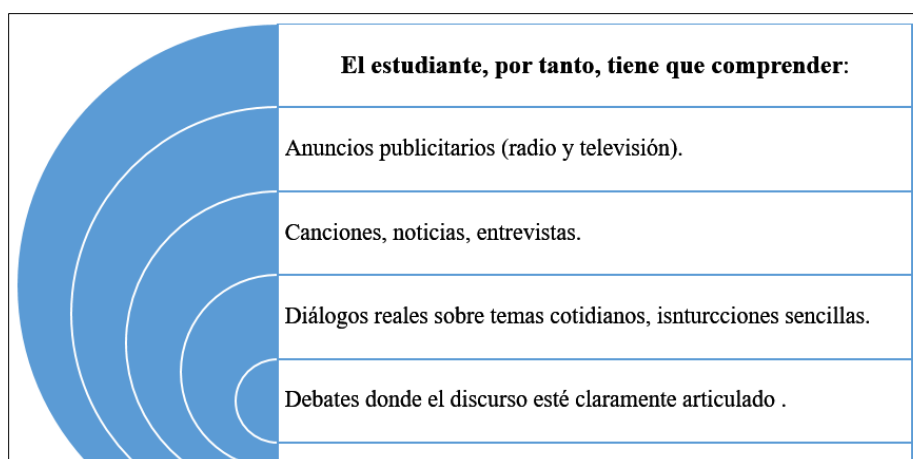 El estudiante, por tanto, tiene que comprender:
Anuncios publicitarios (radio y televisión).
Canciones, noticias, entrevistas.
Diálogos reales sobre temas cotidianos, isnturcciones sencillas.
Debates donde el discurso esté claramente articulado .